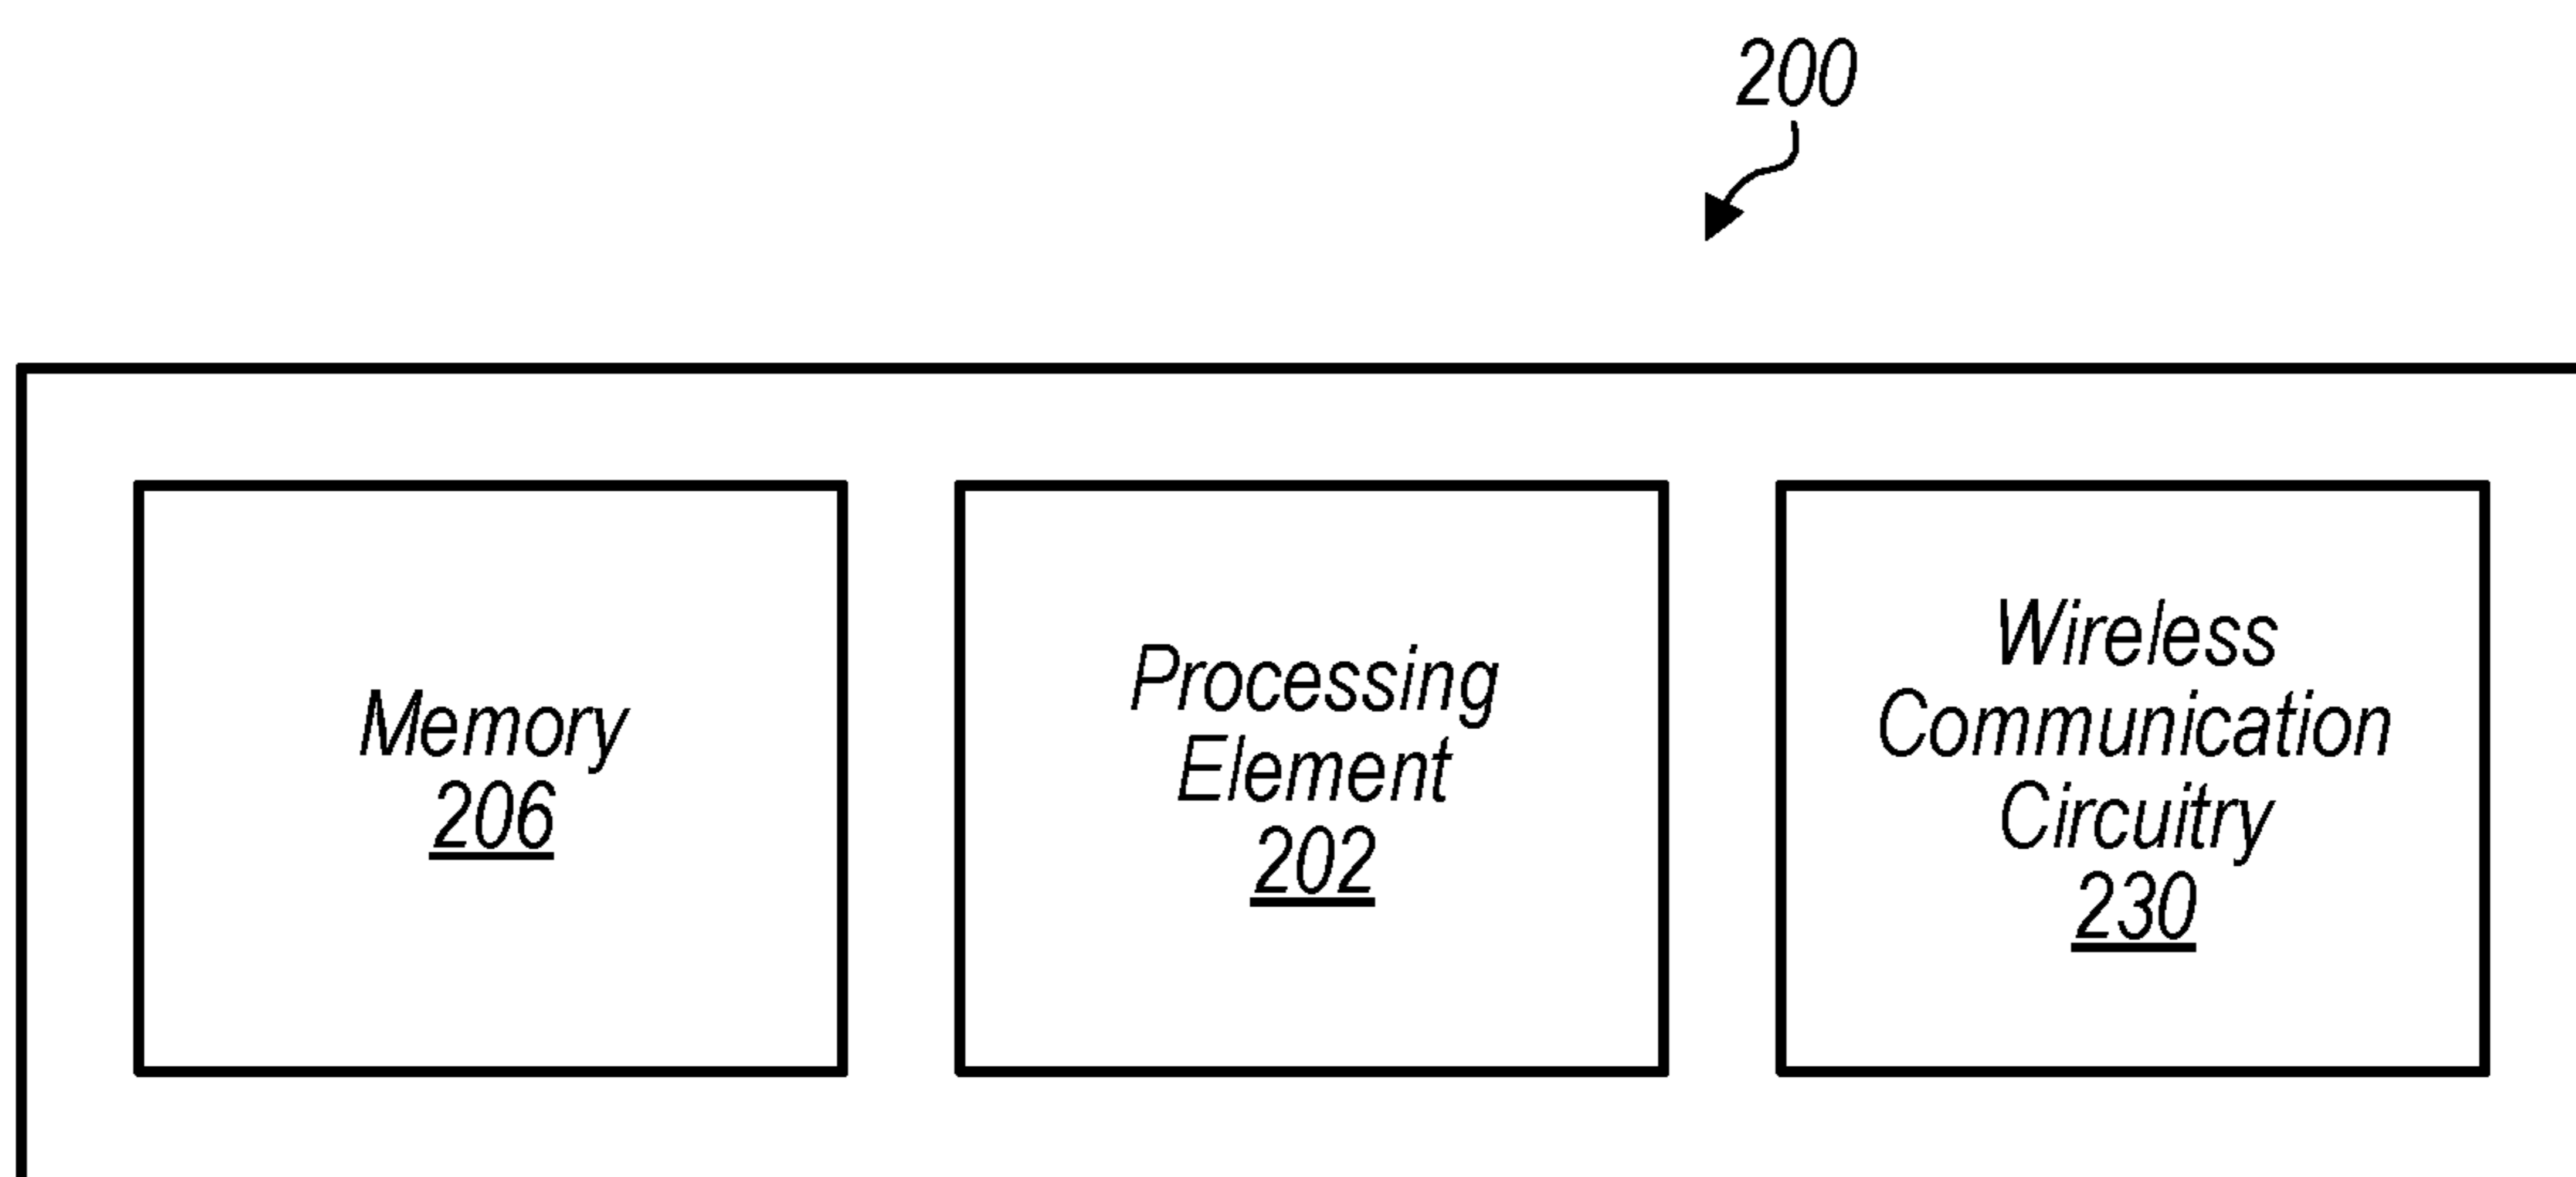 200
Memory
206
Processing
Element
202
Wireless
Communication
Circuitry
230